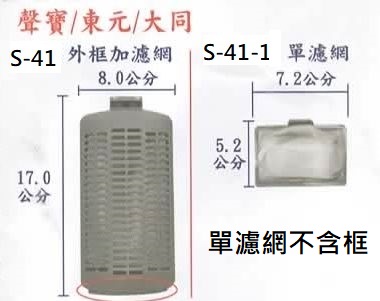 聲寶/東元/大同
S-41 外框加濾網
8.0公分
17.0
公分
S-41-1 單濾網
7.2公分
5.2
公分
單濾網不含框